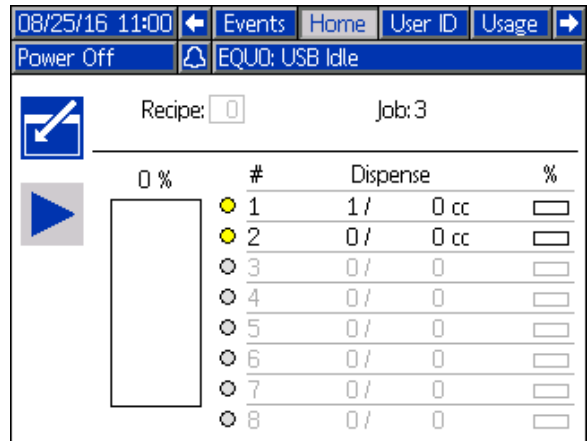 08/25/16 11:00 Events Home User ID Usage
Power Off EQU0: USB Idle
Recipe: 0 Job: 3
0 % # Dispense %
1 1 / 0 cc
2 0 / 0 cc
3 0 / 0
4 0 / 0
5 0 / 0
6 0 / 0
7 0 / 0
8 0 / 0